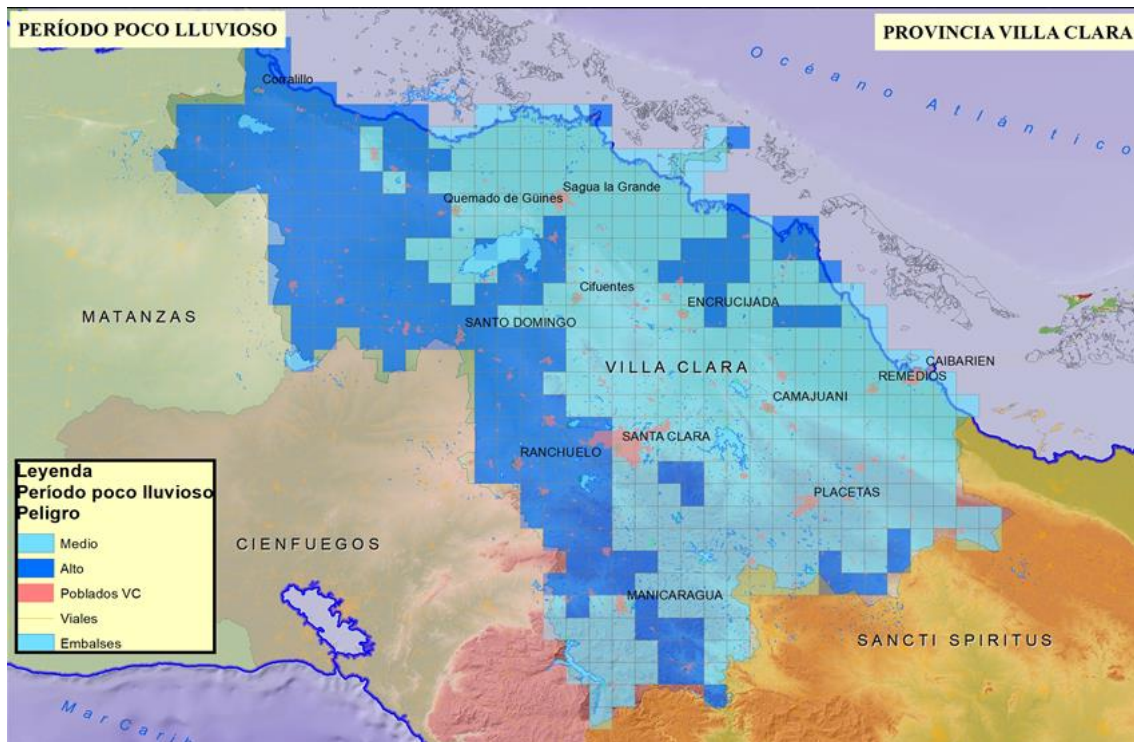 PERÍODO POCO LLUVIOSO
PROVINCIA VILLA CLARA
Océano Atlántico
Corralillo
Sagua la Grande
Quemado de Güines
Cifuentes
ENCRUCIJADA
MATANZAS
SANTO DOMINGO
VILLA CLARA
CAIBARIEN
REMEDIOS
CAMAJUANI
SANTA CLARA
RANCHUELO
PLACETAS
CIENFUEGOS
MANICARAGUA
SANCTI SPIRITUS
Leyenda
Período poco lluvioso
Peligro
Medio
Alto
Poblados VC
Viales
Embalses
Mar Carib